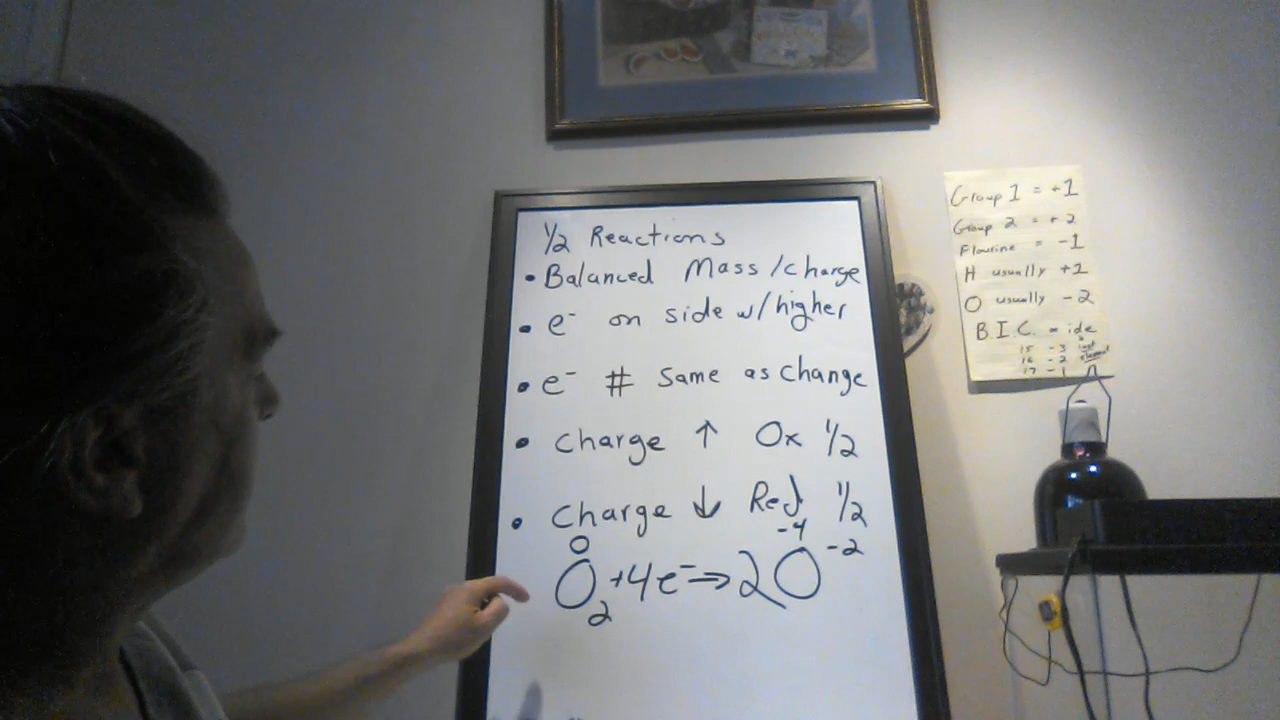 ½ Reactions
• Balanced Mass/charge
• e⁻ on side w/higher
• e⁻ # Same as Change
• Charge ↑ Ox ½
• Charge ↓ Red ½
0 -4
O₂ +4e⁻ → 2O⁻²
Group 1 = +1
Group 2 = +2
Flourine = -1
H usually +1
O usually -2
B.I.C. - ide
15 -3 last
16 -2 element
17 -1